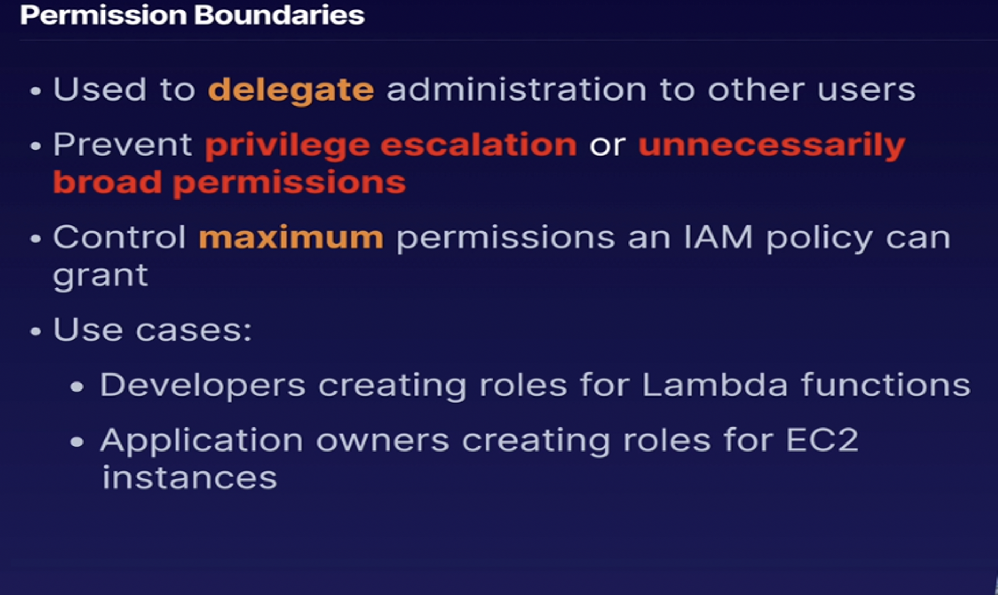 Permission Boundaries
• Used to delegate administration to other users
• Prevent privilege escalation or unnecessarily
broad permissions
• Control maximum permissions an IAM policy can
grant
• Use cases:
• Developers creating roles for Lambda functions
• Application owners creating roles for EC2
instances